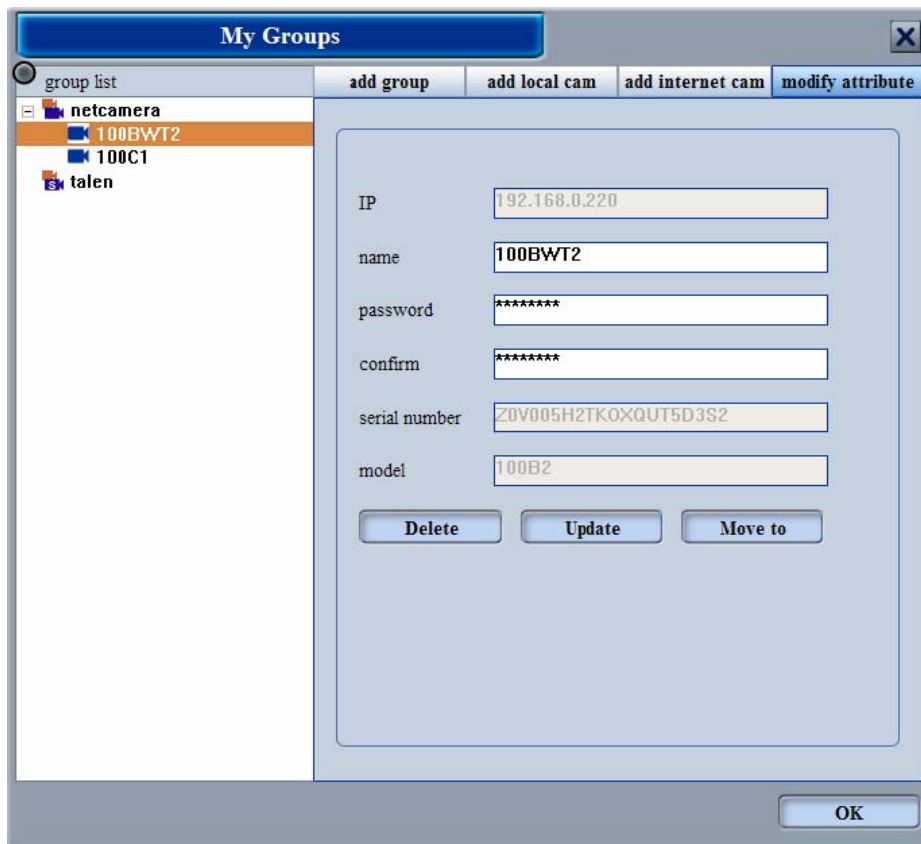 My Groups
group list
add group
add local cam
add internet cam
modify attribute
netcamera
100BWT2
100C1
talen
IP
192.168.0.220
name
100BWT2
password
********
confirm
********
serial number
Z0V005H2TKOXQUT5D3S2
model
100B2
Delete
Update
Move to
OK